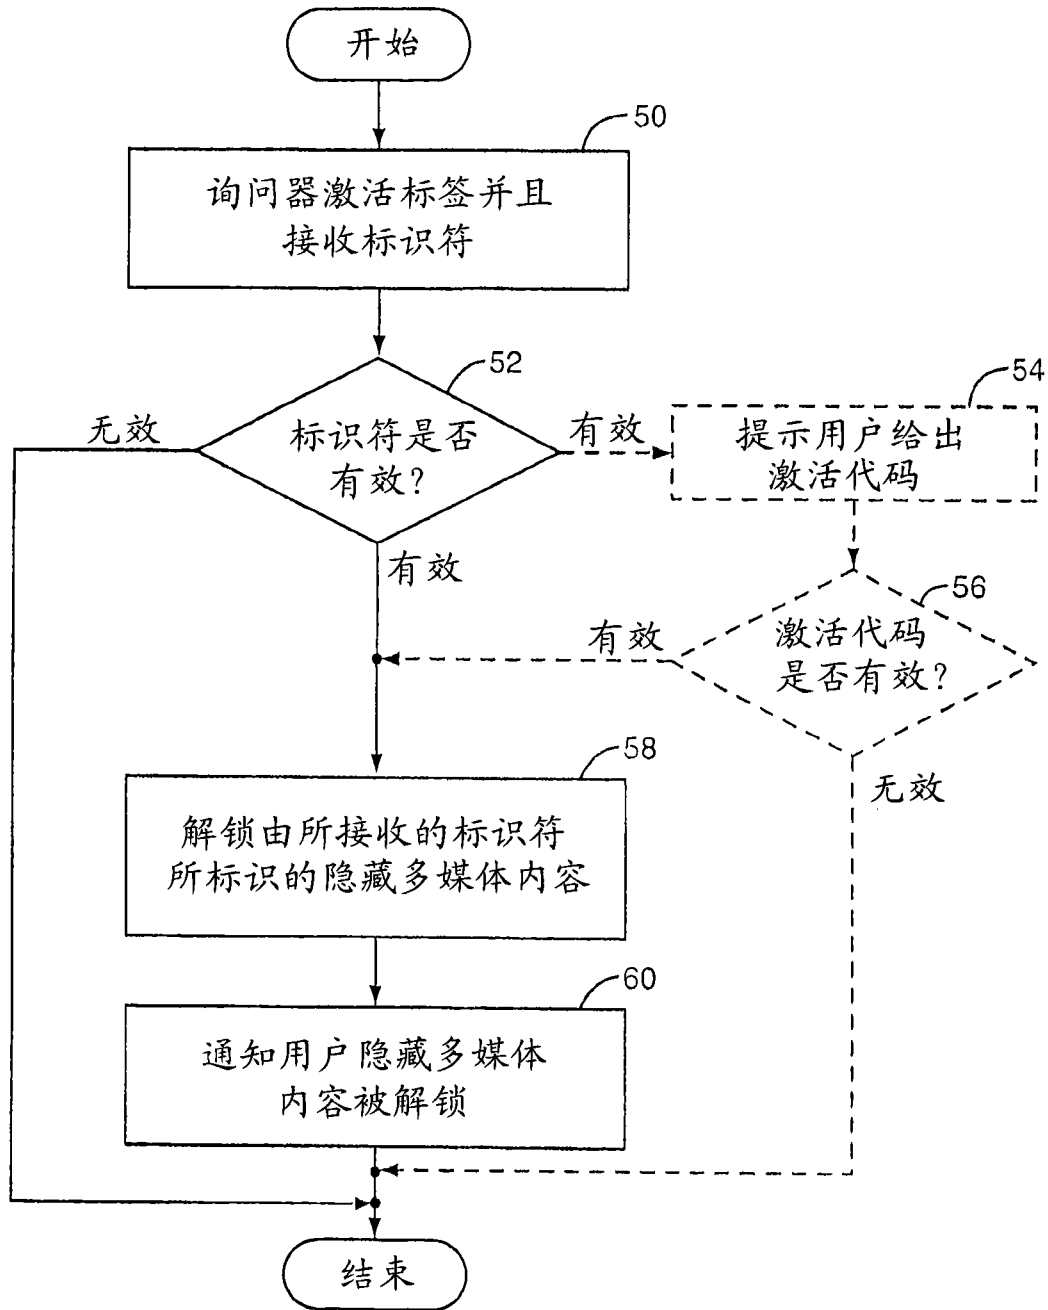 开始
50
询问器激活标签并且
接收标识符
52
54
无效
标识符是否
有效?
有效
提示用户给出
激活代码
有效
56
有效
激活代码
是否有效?
58
无效
解锁由所接收的标识符
所标识的隐藏多媒体内容
60
通知用户隐藏多媒体
内容被解锁
结束